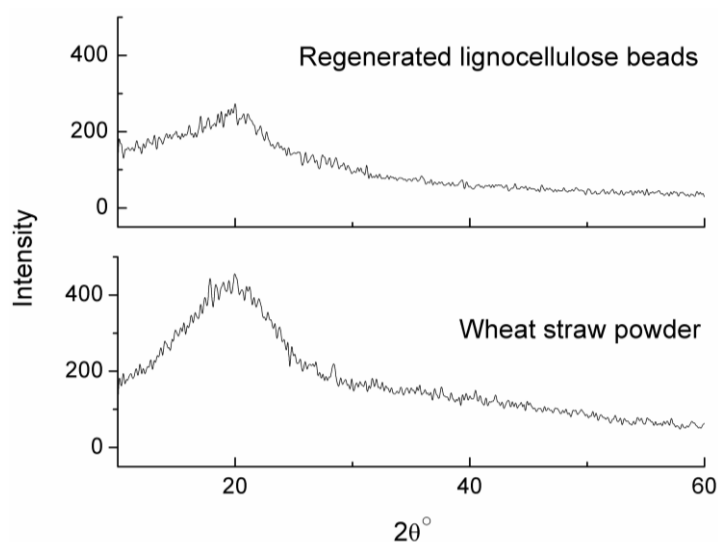 400
Regenerated lignocellulose beads
200
0
Intensity
400
Wheat straw powder
200
0
20
40
60
2θ°